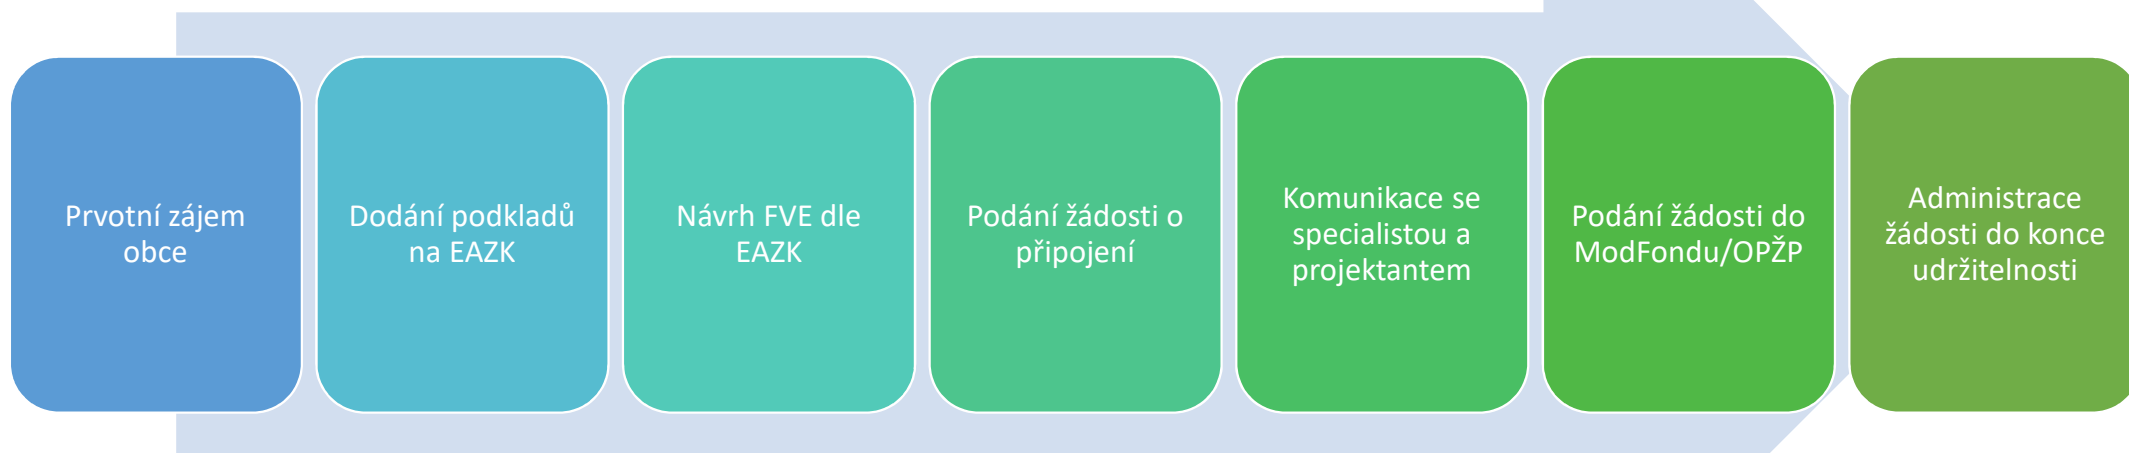 Prvotní zájem
obce
Dodání podkladů
na EAZK
Návrh FVE dle
EAZK
Podání žádosti o
připojení
Komunikace se
specialistou a
projektantem
Podání žádosti do
ModFondu/OPŽP
Administrace
žádosti do konce
udržitelnosti